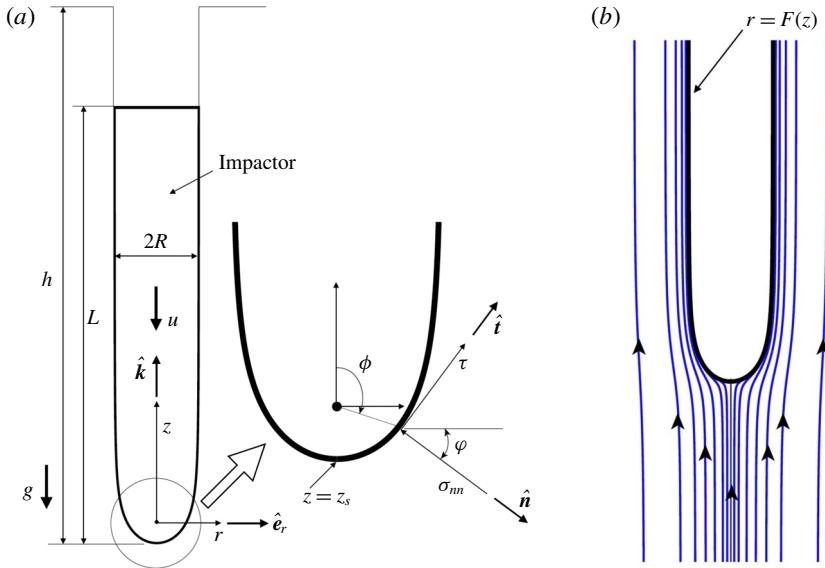 (a)
(b)
r = F(z)
Impactor
2R
h
L
u
k̂
z
g
r
ê_r
ϕ
t̂
τ
φ
z = z_s
σ_nn
n̂